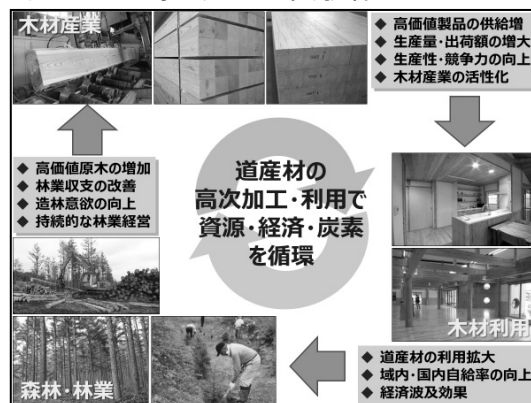 木材産業
◆ 高価値製品の供給増
◆ 生産量・出荷額の増大
◆ 生産性・競争力の向上
◆ 木材産業の活性化
◆ 高価値原木の増加
◆ 林業収支の改善
◆ 造林意欲の向上
◆ 持続的な林業経営
道産材の
高次加工・利用で
資源・経済・炭素
を循環
木材利用
◆ 道産材の利用拡大
◆ 域内・国内自給率の向上
◆ 経済波及効果
森林・林業